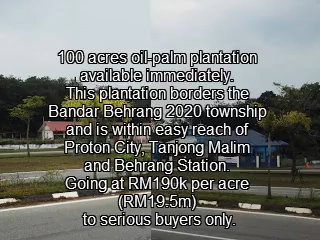 100 acres oil-palm plantation
available immediately.
This plantation borders the
Bandar Behrang 2020 township
and is within easy reach of
Proton City, Tanjong Malim
and Behrang Station.
Going at RM190k per acre
(RM19.5m)
to serious buyers only.